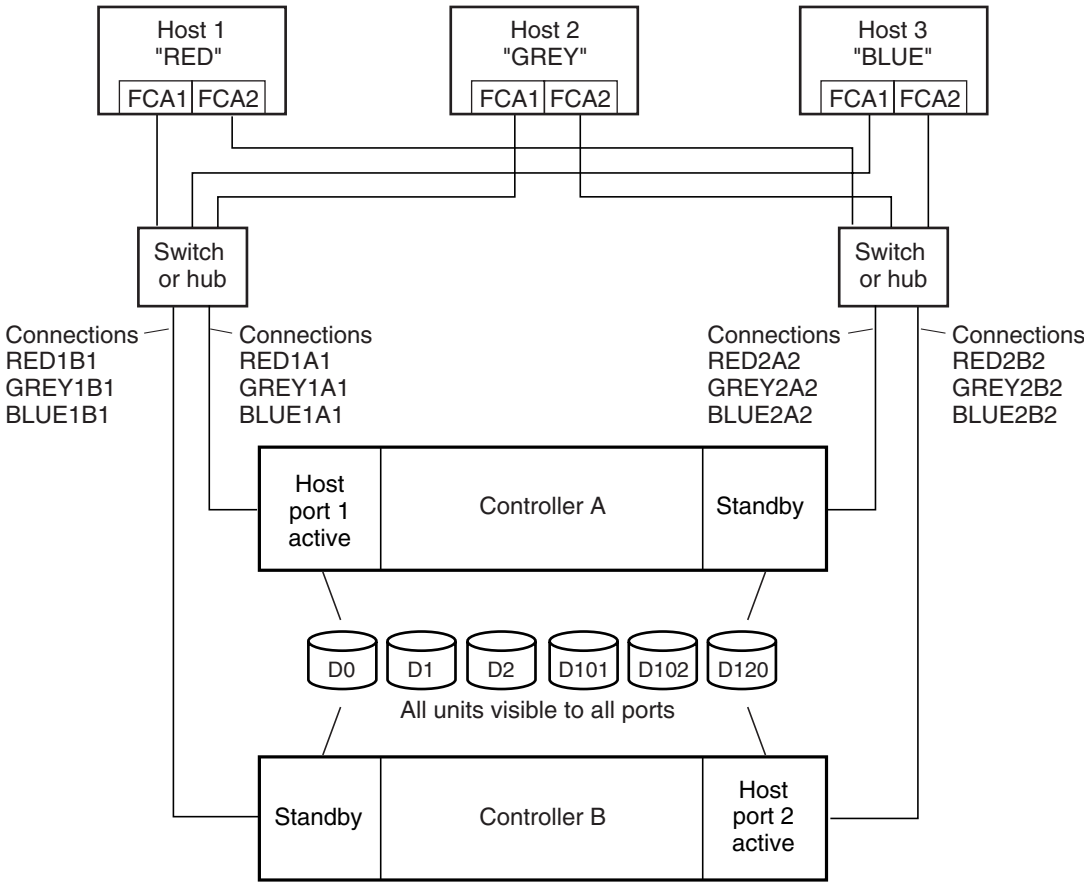 Host 1
"RED"
FCA1 FCA2
Host 2
"GREY"
FCA1 FCA2
Host 3
"BLUE"
FCA1 FCA2
Switch
or hub
Switch
or hub
Connections
RED1B1
GREY1B1
BLUE1B1
Connections
RED1A1
GREY1A1
BLUE1A1
Connections
RED2A2
GREY2A2
BLUE2A2
Connections
RED2B2
GREY2B2
BLUE2B2
Host
port 1
active
Controller A
Standby
D0 D1 D2 D101 D102 D120
All units visible to all ports
Standby
Controller B
Host
port 2
active